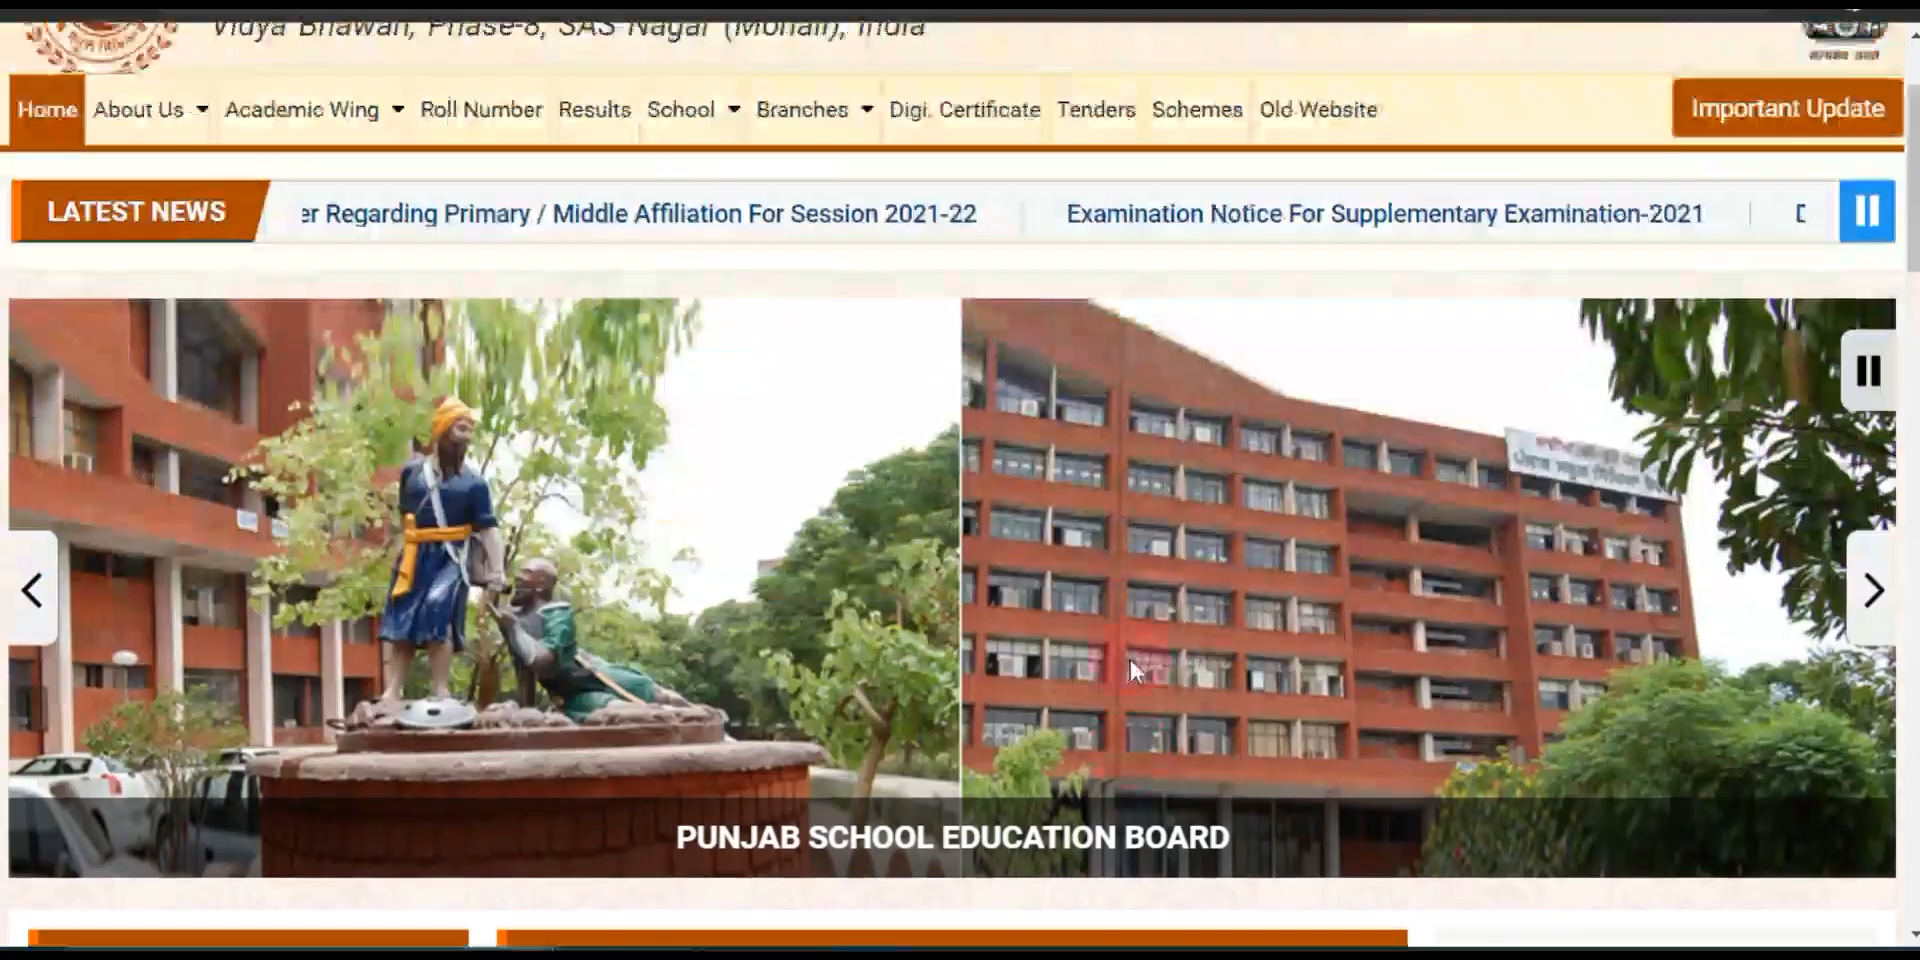 Vidya Bhawan, Phase-8, SAS Nagar (Mohali), India
Home About Us Academic Wing Roll Number Results School Branches Digi. Certificate Tenders Schemes Old Website Important Update
LATEST NEWS er Regarding Primary / Middle Affiliation For Session 2021-22 Examination Notice For Supplementary Examination-2021
PUNJAB SCHOOL EDUCATION BOARD